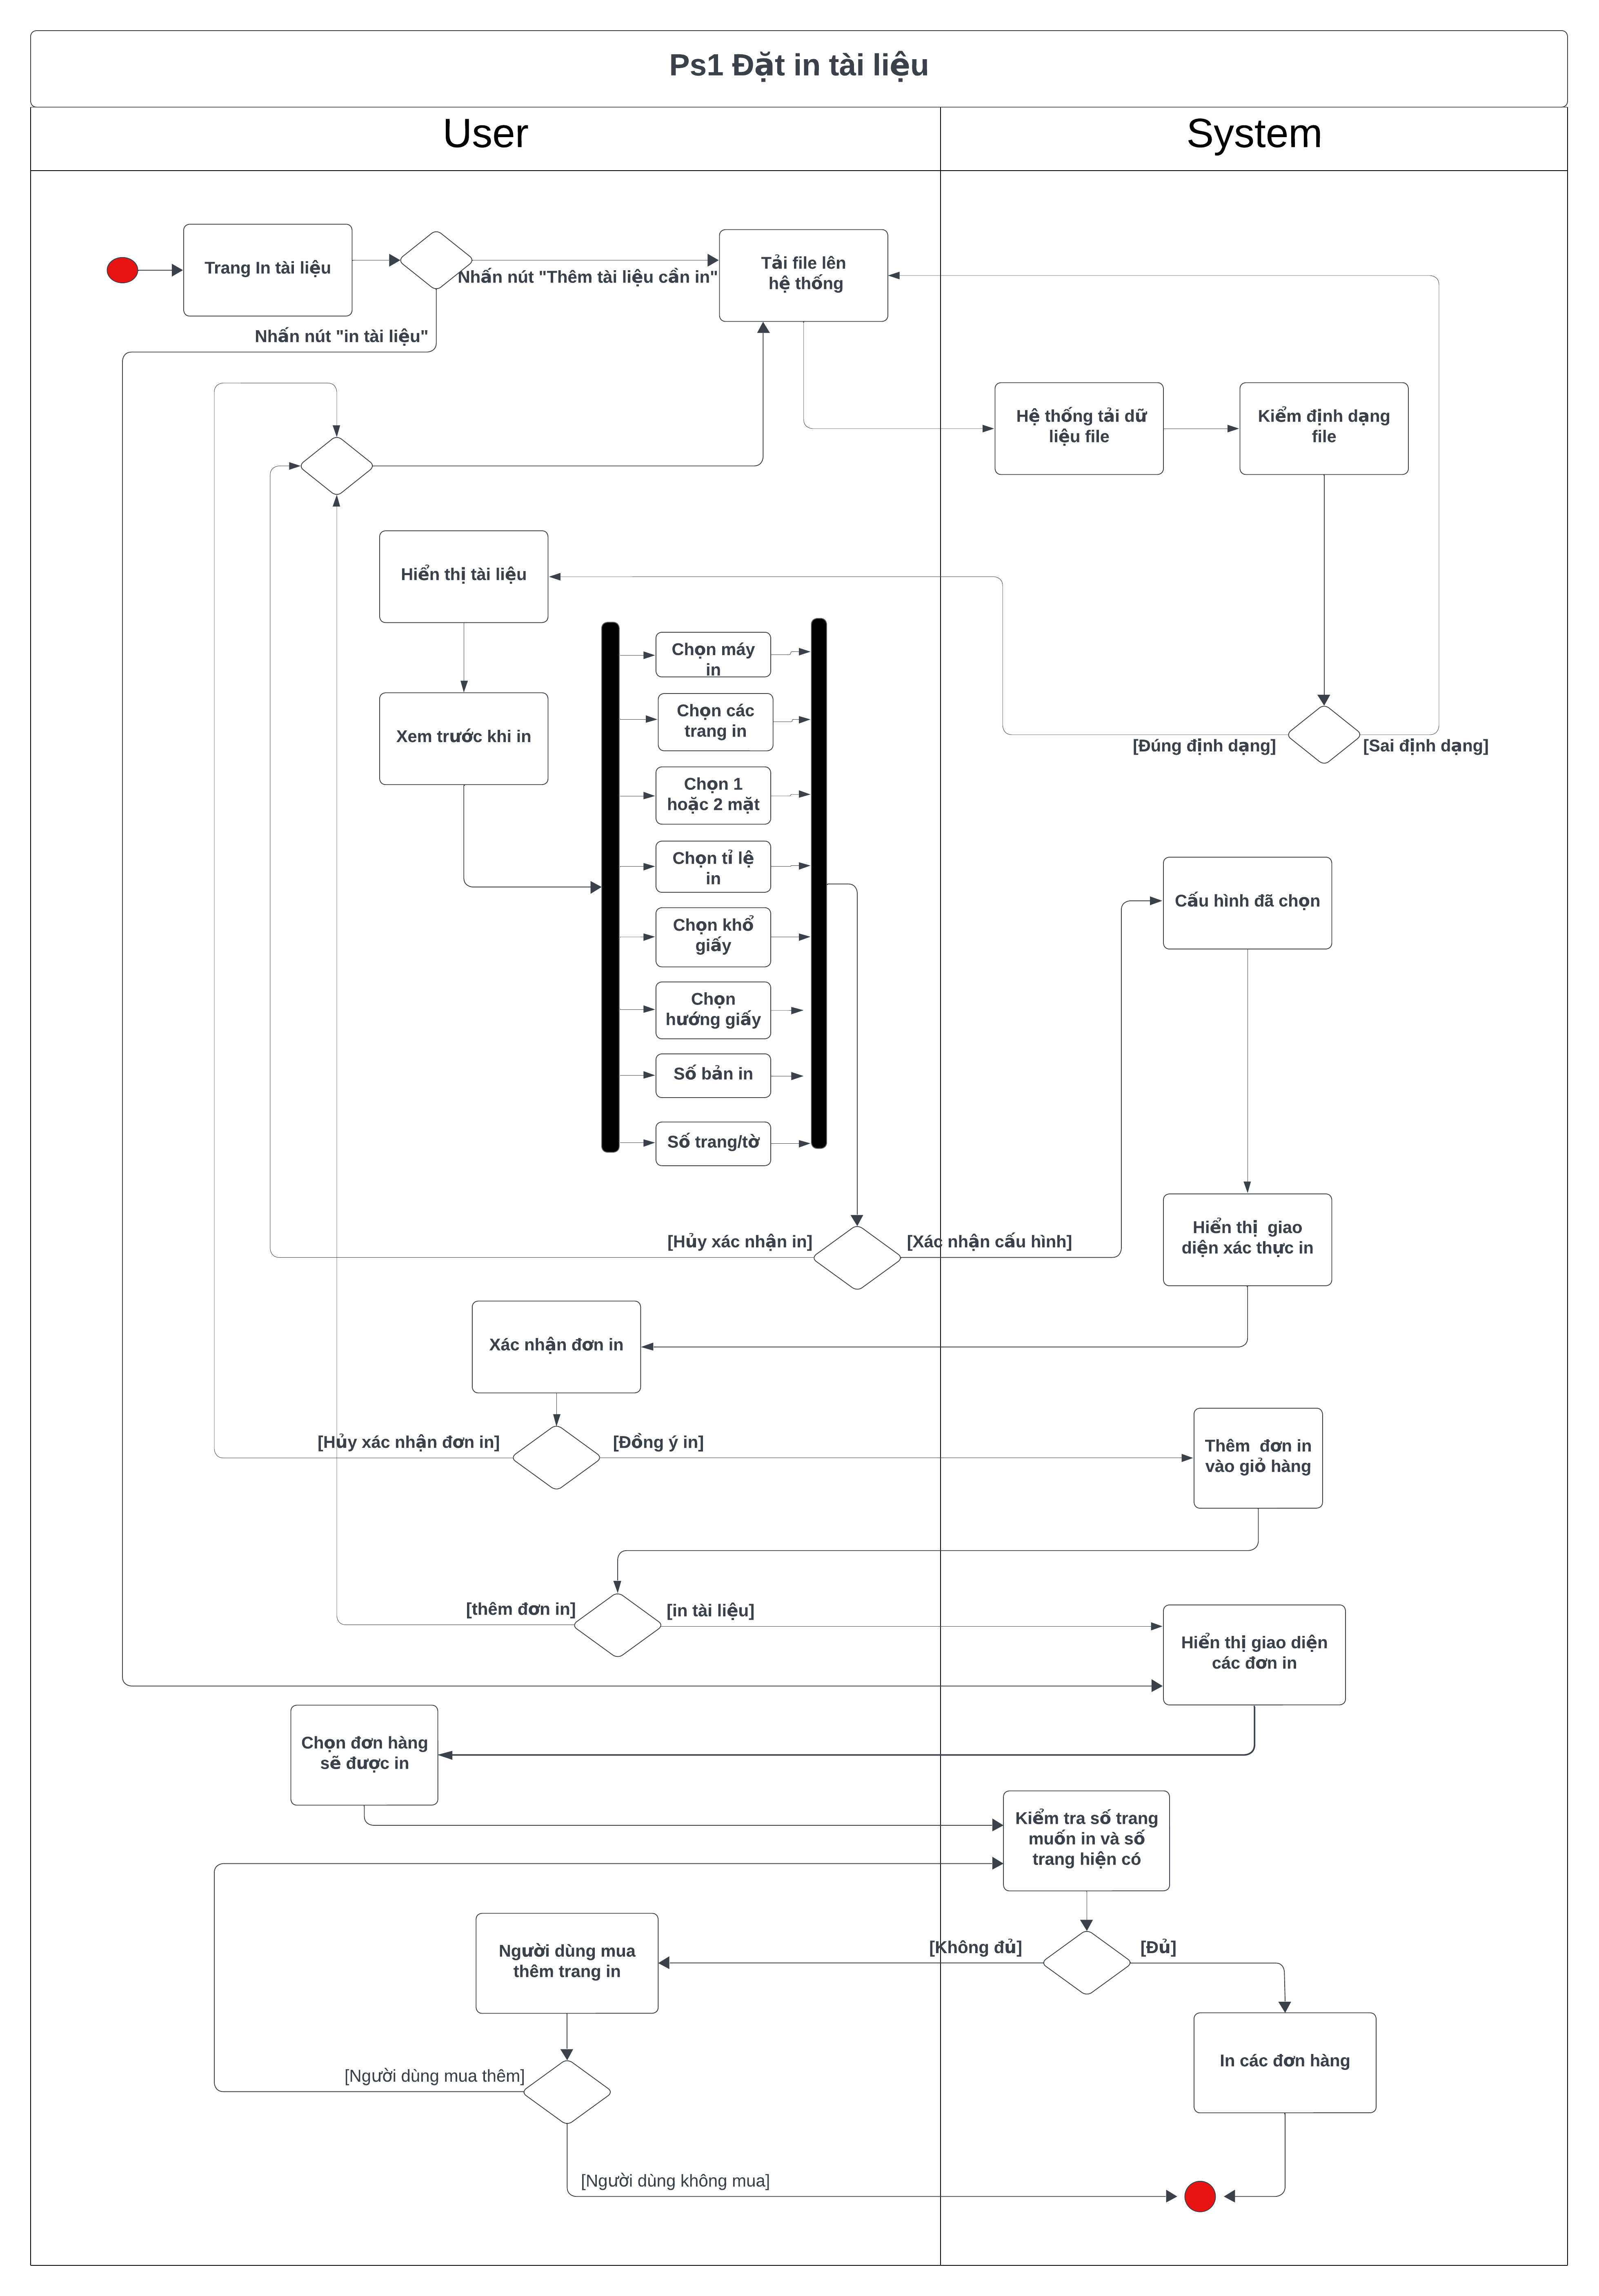 Ps1 Đặt in tài liệu
User
System
Trang In tài liệu
Nhấn nút "Thêm tài liệu cần in"
Tải file lên
hệ thống
Nhấn nút "in tài liệu"
Hệ thống tải dữ
liệu file
Kiểm định dạng
file
Hiển thị tài liệu
Chọn máy
in
Chọn các
trang in
Xem trước khi in
[Đúng định dạng]
[Sai định dạng]
Chọn 1
hoặc 2 mặt
Chọn tỉ lệ
in
Cấu hình đã chọn
Chọn khổ
giấy
Chọn
hướng giấy
Số bản in
Số trang/tờ
[Hủy xác nhận in]
[Xác nhận cấu hình]
Hiển thị  giao
diện xác thực in
Xác nhận đơn in
[Hủy xác nhận đơn in]
[Đồng ý in]
Thêm  đơn in
vào giỏ hàng
[thêm đơn in]
[in tài liệu]
Hiển thị giao diện
các đơn in
Chọn đơn hàng
sẽ được in
Kiểm tra số trang
muốn in và số
trang hiện có
[Không đủ]
[Đủ]
Người dùng mua
thêm trang in
In các đơn hàng
[Người dùng mua thêm]
[Người dùng không mua]